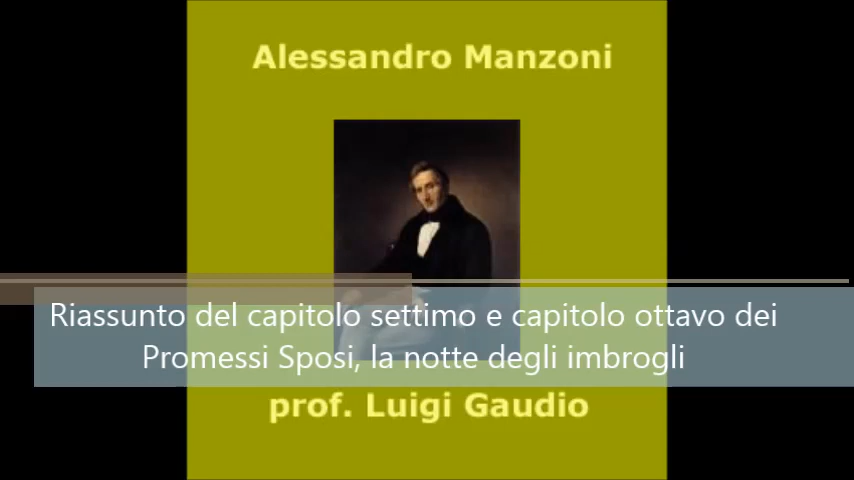 Alessandro Manzoni
Riassunto del capitolo settimo e capitolo ottavo dei
Promessi Sposi, la notte degli imbrogli
prof. Luigi Gaudio